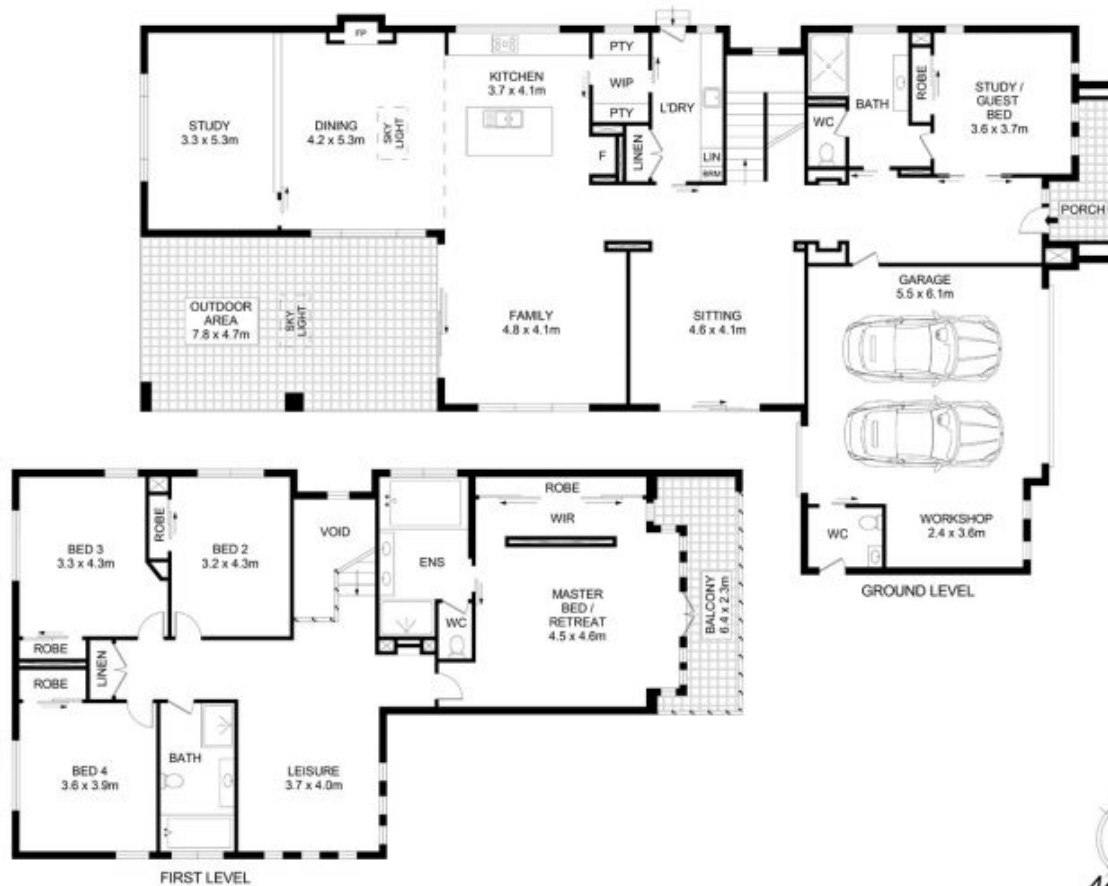 FP
STUDY
3.3 x 5.3m
DINING
4.2 x 5.3m
SKY
LIGHT
KITCHEN
3.7 x 4.1m
PTY
WIP
PTY
F
LINEN
L'DRY
LIN
BRM
WC
BATH
ROBE
STUDY /
GUEST
BED
3.6 x 3.7m
PORCH
OUTDOOR
AREA
7.8 x 4.7m
SKY
LIGHT
FAMILY
4.8 x 4.1m
SITTING
4.6 x 4.1m
GARAGE
5.5 x 6.1m
WC
WORKSHOP
2.4 x 3.6m
GROUND LEVEL
BED 3
3.3 x 4.3m
ROBE
BED 2
3.2 x 4.3m
VOID
ENS
ROBE
WIR
WC
MASTER
BED /
RETREAT
4.5 x 4.6m
BALCONY
6.4 x 2.3m
ROBE
ROBE
LINEN
BED 4
3.6 x 3.9m
BATH
LEISURE
3.7 x 4.0m
FIRST LEVEL